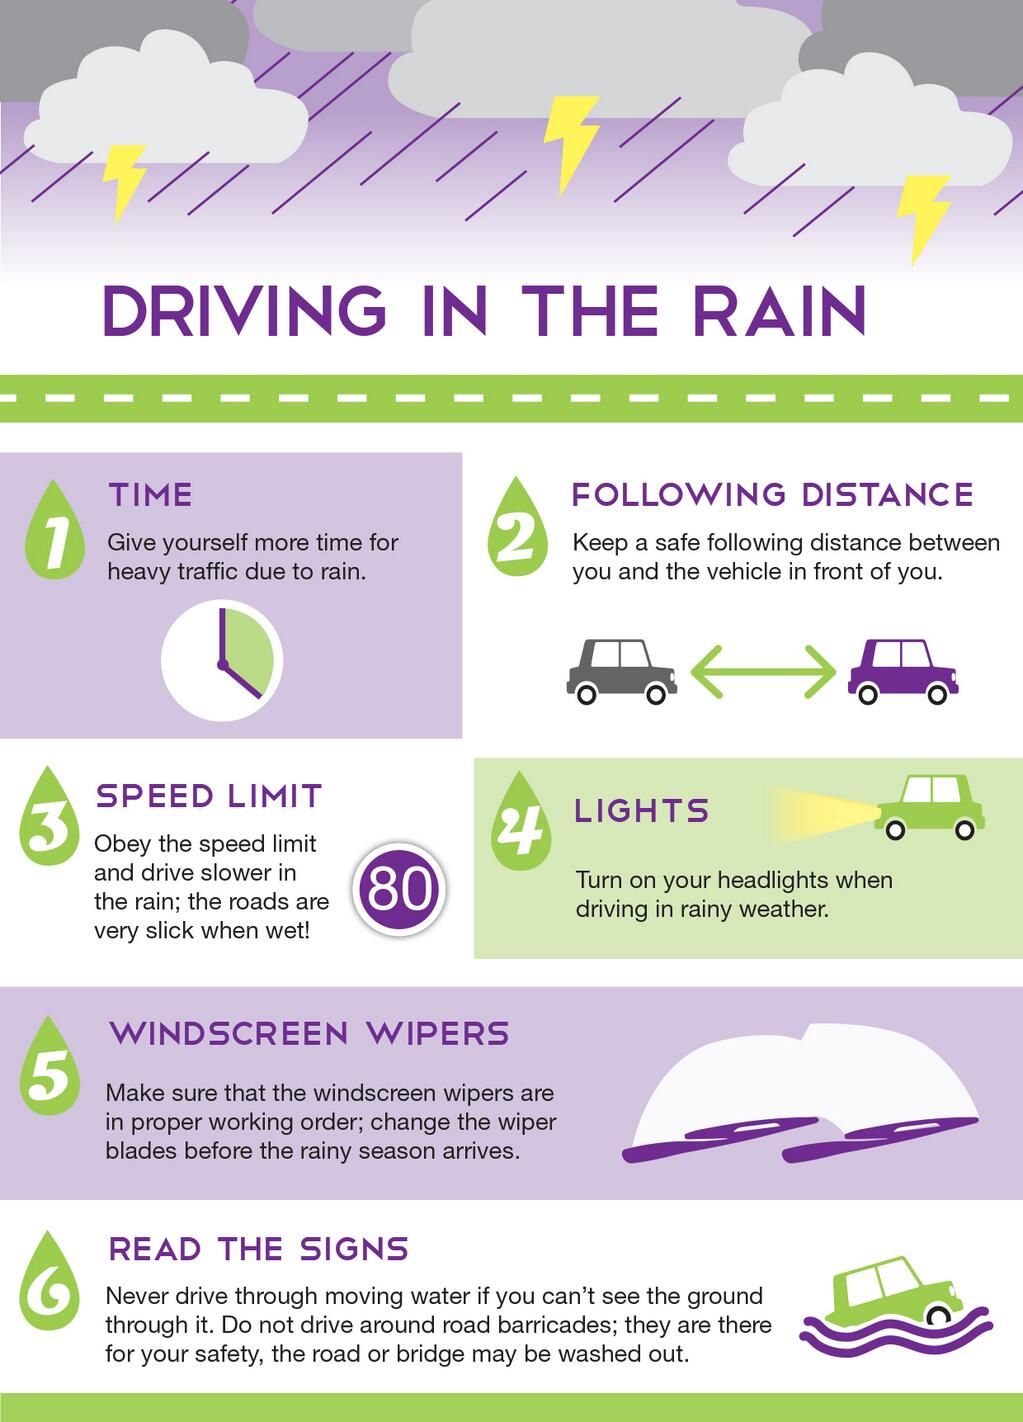 DRIVING IN THE RAIN
1
TIME
Give yourself more time for
heavy traffic due to rain.
2
FOLLOWING DISTANCE
Keep a safe following distance between
you and the vehicle in front of you.
3
SPEED LIMIT
Obey the speed limit
and drive slower in
the rain; the roads are
very slick when wet!
80
4
LIGHTS
Turn on your headlights when
driving in rainy weather.
5
WINDSCREEN WIPERS
Make sure that the windscreen wipers are
in proper working order; change the wiper
blades before the rainy season arrives.
6
READ THE SIGNS
Never drive through moving water if you can’t see the ground
through it. Do not drive around road barricades; they are there
for your safety, the road or bridge may be washed out.